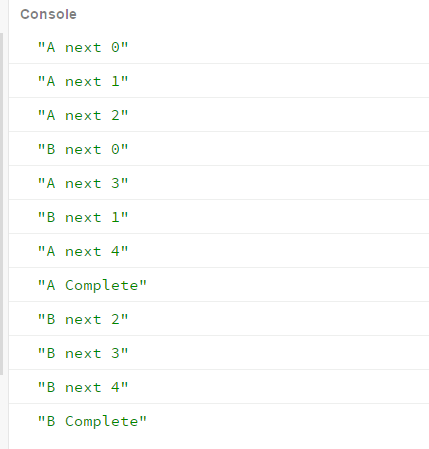 Console
"A next 0"
"A next 1"
"A next 2"
"B next 0"
"A next 3"
"B next 1"
"A next 4"
"A Complete"
"B next 2"
"B next 3"
"B next 4"
"B Complete"